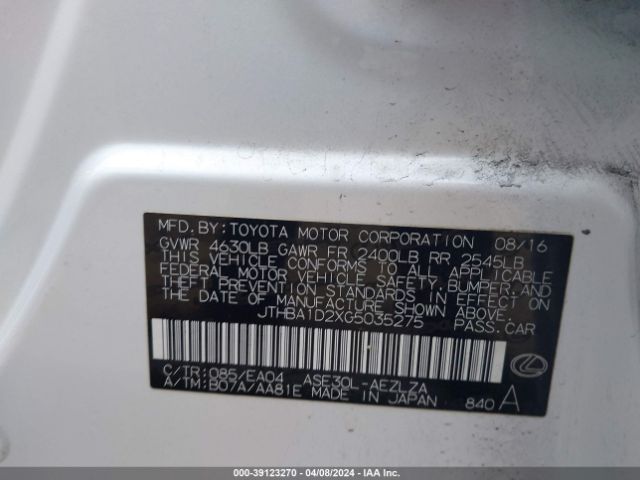 MFD. BY: TOYOTA MOTOR CORPORATION 08/16
GVWR 4630LB GAWR FR 2400LB RR 2545LB
THIS VEHICLE CONFORMS TO ALL APPLICABLE
FEDERAL MOTOR VEHICLE SAFETY, BUMPER, AND
THEFT PREVENTION STANDARDS IN EFFECT ON
THE DATE OF MANUFACTURE SHOWN ABOVE.
JTHBA1D2XG5035275 PASS.CAR
C/TR: 085/EA04 ASE30L-AEZLZA
A/TM: B07A/AA81E MADE IN JAPAN 840 A
000-39123270 - 04/08/2024 - IAA Inc.